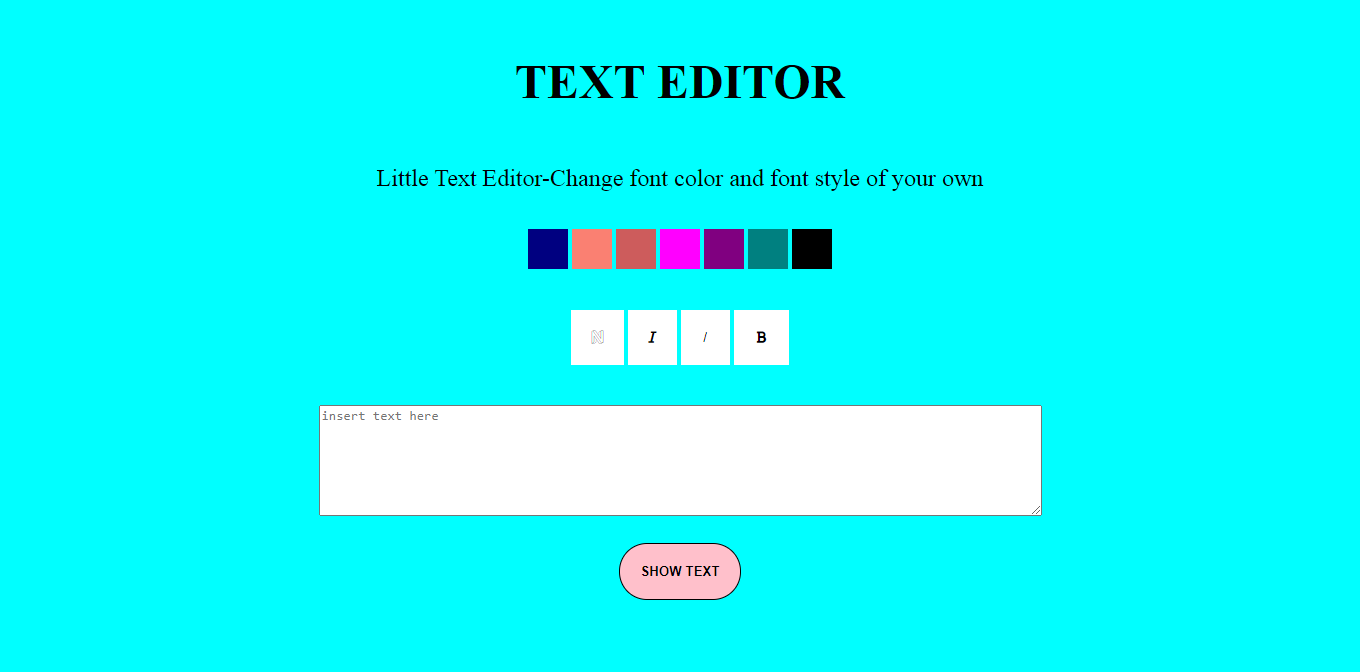 TEXT EDITOR
Little Text Editor-Change font color and font style of your own
N I / B
insert text here
SHOW TEXT